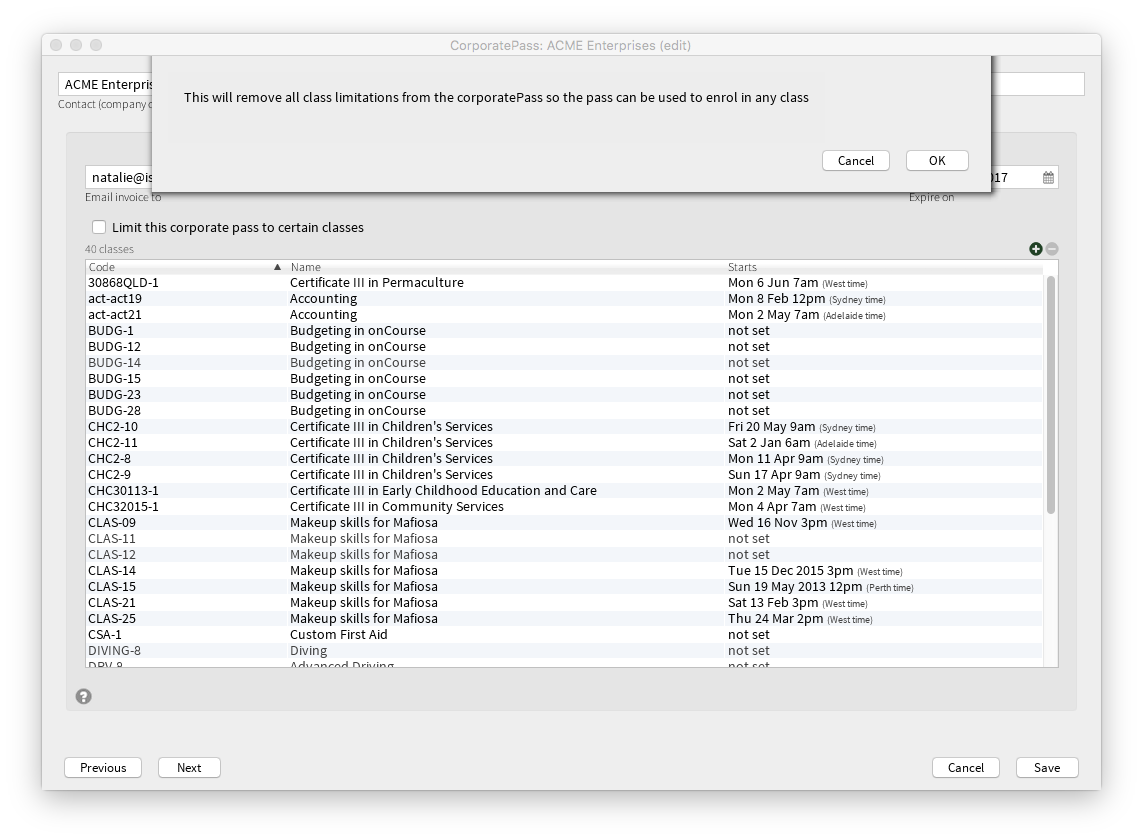 CorporatePass: ACME Enterprises (edit)
This will remove all class limitations from the corporatePass so the pass can be used to enrol in any class
Cancel OK
ACME
Contact (company
Email invoice to
Expire on
Limit this corporate pass to certain classes
40 classes
Code Name Starts
30868QLD-1 Certificate III in Permaculture Mon 6 Jun 7am (West time)
act-act19 Accounting Mon 8 Feb 12pm (Sydney time)
act-act21 Accounting Mon 2 May 7am (Adelaide time)
BUDG-1 Budgeting in onCourse not set
BUDG-12 Budgeting in onCourse not set
BUDG-14 Budgeting in onCourse not set
BUDG-15 Budgeting in onCourse not set
BUDG-23 Budgeting in onCourse not set
BUDG-28 Budgeting in onCourse not set
CHC2-10 Certificate III in Children's Services Fri 20 May 9am (Sydney time)
CHC2-11 Certificate III in Children's Services Sat 2 Jan 6am (Adelaide time)
CHC2-8 Certificate III in Children's Services Mon 11 Apr 9am (Sydney time)
CHC2-9 Certificate III in Children's Services Sun 17 Apr 9am (Sydney time)
CHC30113-1 Certificate III in Early Childhood Education and Care Mon 2 May 7am (West time)
CHC32015-1 Certificate III in Community Services Mon 4 Apr 7am (West time)
CLAS-09 Makeup skills for Mafiosa Wed 16 Nov 3pm (West time)
CLAS-11 Makeup skills for Mafiosa not set
CLAS-12 Makeup skills for Mafiosa not set
CLAS-14 Makeup skills for Mafiosa Tue 15 Dec 2015 3pm (West time)
CLAS-15 Makeup skills for Mafiosa Sun 19 May 2013 12pm (Perth time)
CLAS-21 Makeup skills for Mafiosa Sat 13 Feb 3pm (West time)
CLAS-25 Makeup skills for Mafiosa Thu 24 Mar 2pm (West time)
CSA-1 Custom First Aid not set
DIVING-8 Diving not set
DRV-8 Advanced Driving not set
Previous Next Cancel Save